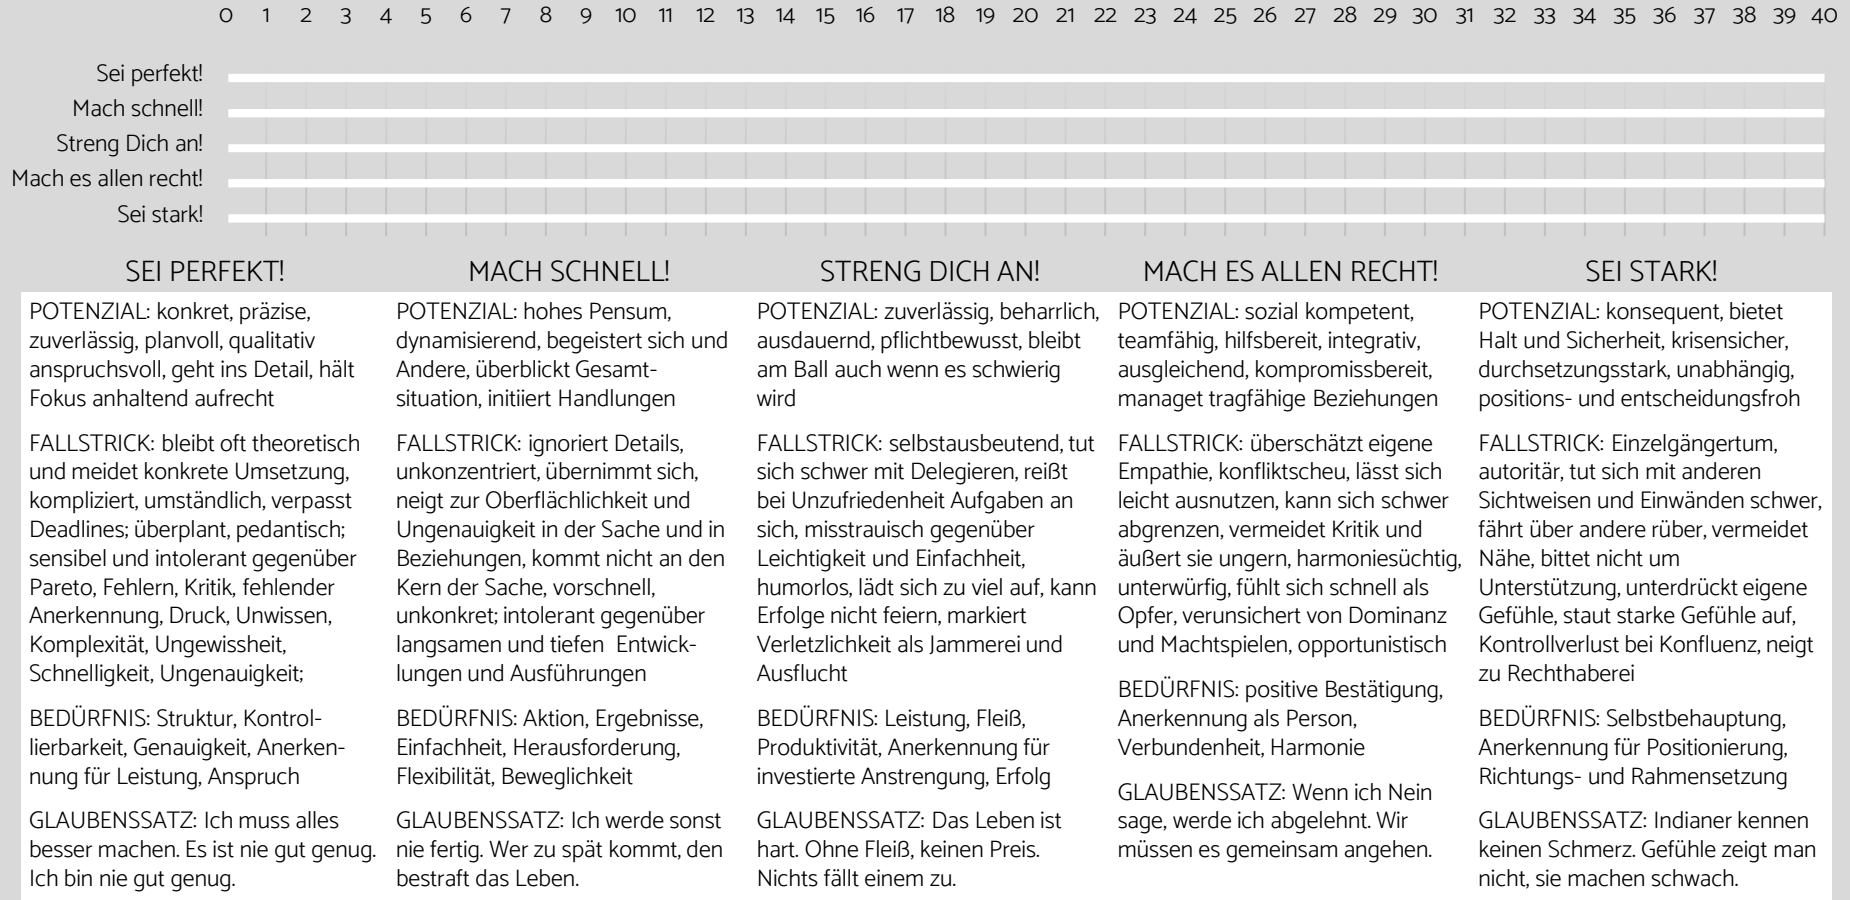 0 1 2 3 4 5 6 7 8 9 10 11 12 13 14 15 16 17 18 19 20 21 22 23 24 25 26 27 28 29 30 31 32 33 34 35 36 37 38 39 40
Sei perfekt!
Mach schnell!
Streng Dich an!
Mach es allen recht!
Sei stark!
SEI PERFEKT!
POTENZIAL: konkret, präzise,
zuverlässig, planvoll, qualitativ
anspruchsvoll, geht ins Detail, hält
Fokus anhaltend aufrecht
FALLSTRICK: bleibt oft theoretisch
und meidet konkrete Umsetzung,
kompliziert, umständlich, verpasst
Deadlines; überplant, pedantisch;
sensibel und intolerant gegenüber
Pareto, Fehlern, Kritik, fehlender
Anerkennung, Druck, Unwissen,
Komplexität, Ungewissheit,
Schnelligkeit, Ungenauigkeit;
BEDÜRFNIS: Struktur, Kontrol-
lierbarkeit, Genauigkeit, Anerken-
nung für Leistung, Anspruch
GLAUBENSSATZ: Ich muss alles
besser machen. Es ist nie gut genug.
Ich bin nie gut genug.
MACH SCHNELL!
POTENZIAL: hohes Pensum,
dynamisierend, begeistert sich und
Andere, überblickt Gesamt-
situation, initiiert Handlungen
FALLSTRICK: ignoriert Details,
unkonzentriert, übernimmt sich,
neigt zur Oberflächlichkeit und
Ungenauigkeit in der Sache und in
Beziehungen, kommt nicht an den
Kern der Sache, vorschnell,
unkonkret; intolerant gegenüber
langsamen und tiefen Entwick-
lungen und Ausführungen
BEDÜRFNIS: Aktion, Ergebnisse,
Einfachheit, Herausforderung,
Flexibilität, Beweglichkeit
GLAUBENSSATZ: Ich werde sonst
nie fertig. Wer zu spät kommt, den
bestraft das Leben.
STRENG DICH AN!
POTENZIAL: zuverlässig, beharrlich,
ausdauernd, pflichtbewusst, bleibt
am Ball auch wenn es schwierig
wird
FALLSTRICK: selbstausbeutend, tut
sich schwer mit Delegieren, reißt
bei Unzufriedenheit Aufgaben an
sich, misstrauisch gegenüber
Leichtigkeit und Einfachheit,
humorlos, lädt sich zu viel auf, kann
Erfolge nicht feiern, markiert
Verletzlichkeit als Jammerei und
Ausflucht
BEDÜRFNIS: Leistung, Fleiß,
Produktivität, Anerkennung für
investierte Anstrengung, Erfolg
GLAUBENSSATZ: Das Leben ist
hart. Ohne Fleiß, keinen Preis.
Nichts fällt einem zu.
MACH ES ALLEN RECHT!
POTENZIAL: sozial kompetent,
teamfähig, hilfsbereit, integrativ,
ausgleichend, kompromissbereit,
managet tragfähige Beziehungen
FALLSTRICK: überschätzt eigene
Empathie, konfliktscheu, lässt sich
leicht ausnutzen, kann sich schwer
abgrenzen, vermeidet Kritik und
äußert sie ungern, harmoniesüchtig,
unterwürfig, fühlt sich schnell als
Opfer, verunsichert von Dominanz
und Machtspielen, opportunistisch
BEDÜRFNIS: positive Bestätigung,
Anerkennung als Person,
Verbundenheit, Harmonie
GLAUBENSSATZ: Wenn ich Nein
sage, werde ich abgelehnt. Wir
müssen es gemeinsam angehen.
SEI STARK!
POTENZIAL: konsequent, bietet
Halt und Sicherheit, krisensicher,
durchsetzungsstark, unabhängig,
positions- und entscheidungsfroh
FALLSTRICK: Einzelgängertum,
autoritär, tut sich mit anderen
Sichtweisen und Einwänden schwer,
fährt über andere rüber, vermeidet
Nähe, bittet nicht um
Unterstützung, unterdrückt eigene
Gefühle, staut starke Gefühle auf,
Kontrollverlust bei Konfluenz, neigt
zu Rechthaberei
BEDÜRFNIS: Selbstbehauptung,
Anerkennung für Positionierung,
Richtungs- und Rahmensetzung
GLAUBENSSATZ: Indianer kennen
keinen Schmerz. Gefühle zeigt man
nicht, sie machen schwach.